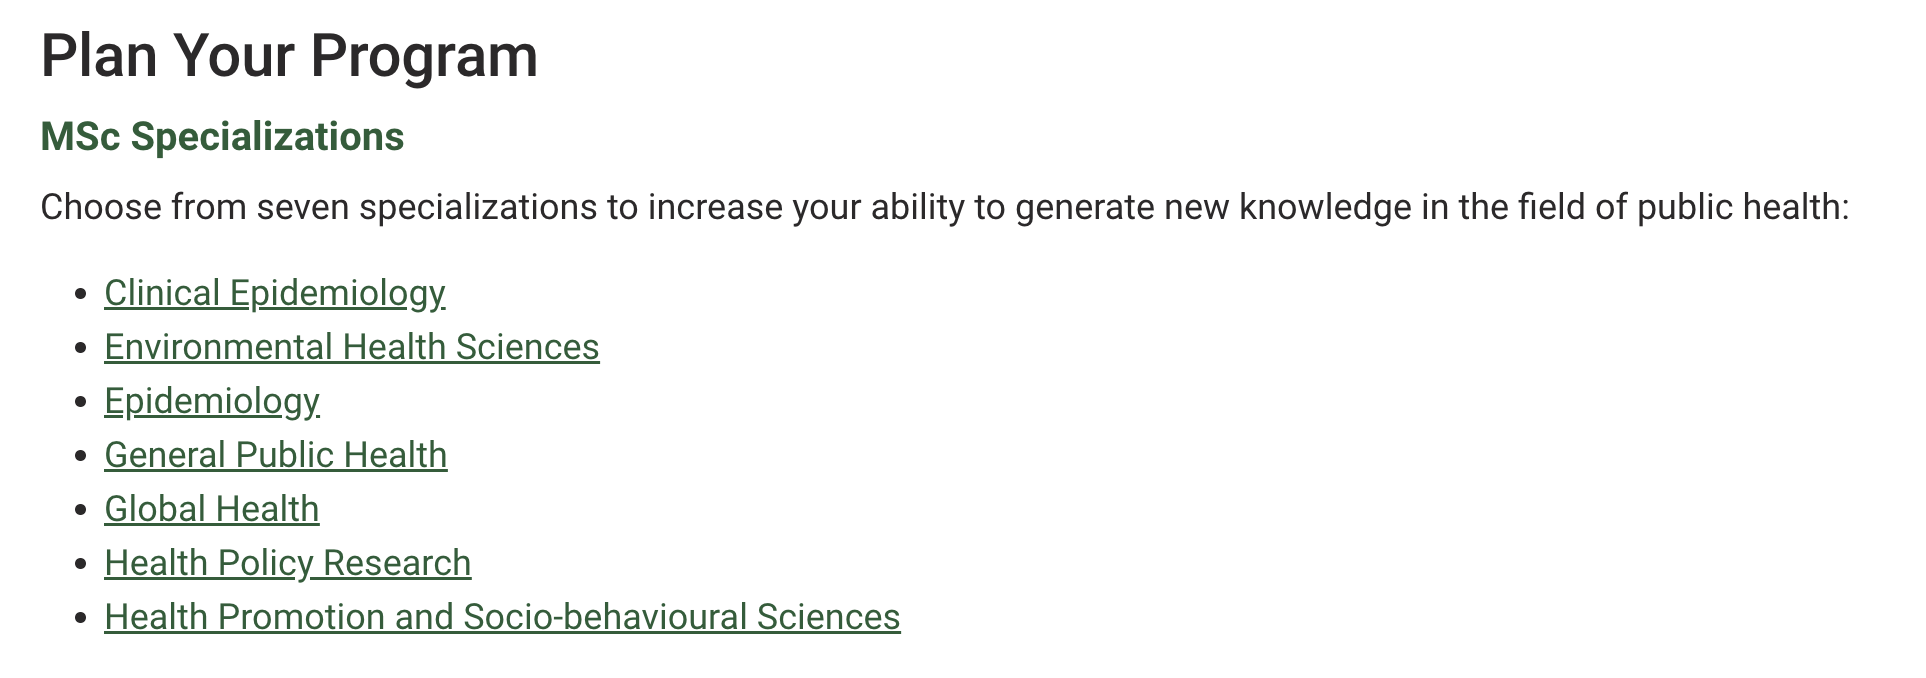 Plan Your Program
MSc Specializations
Choose from seven specializations to increase your ability to generate new knowledge in the field of public health:
Clinical Epidemiology
Environmental Health Sciences
Epidemiology
General Public Health
Global Health
Health Policy Research
Health Promotion and Socio-behavioural Sciences